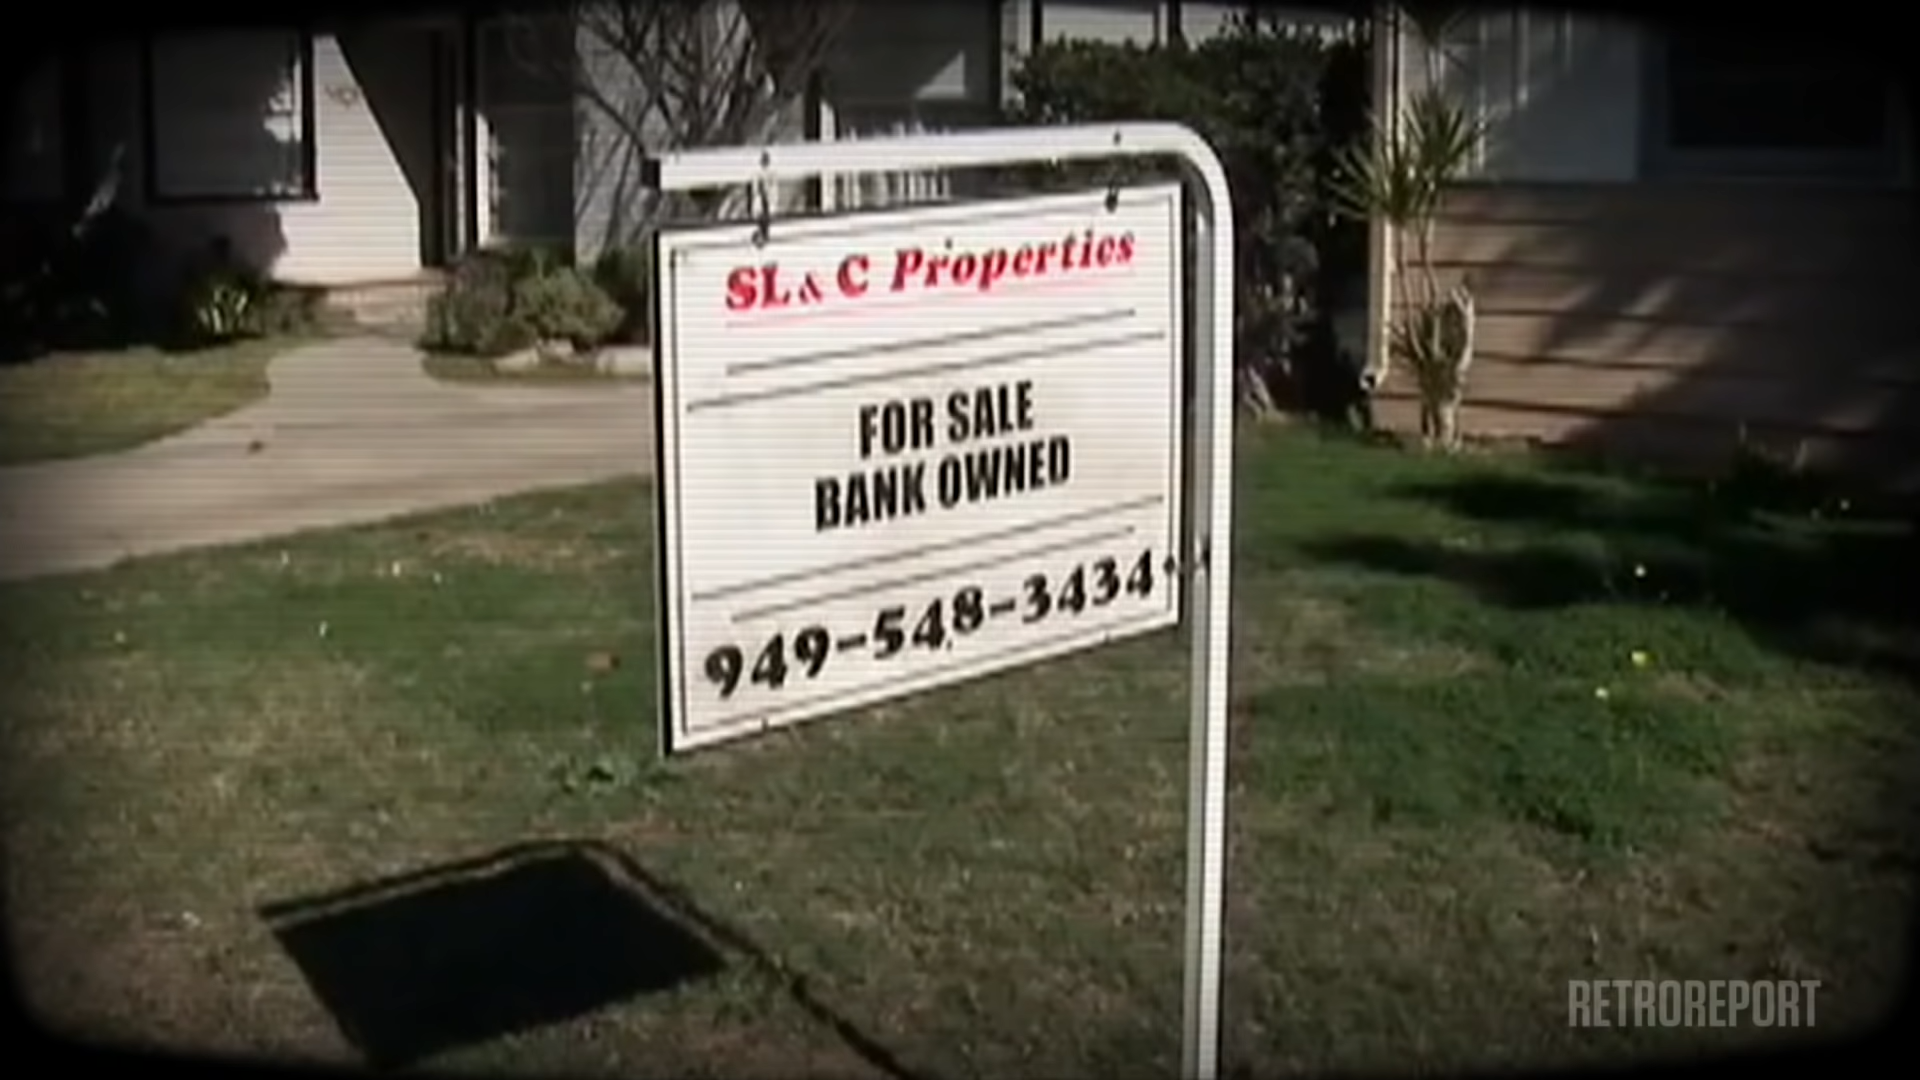 SL & C Properties
FOR SALE
BANK OWNED
949-548-3434
RETROREPORT